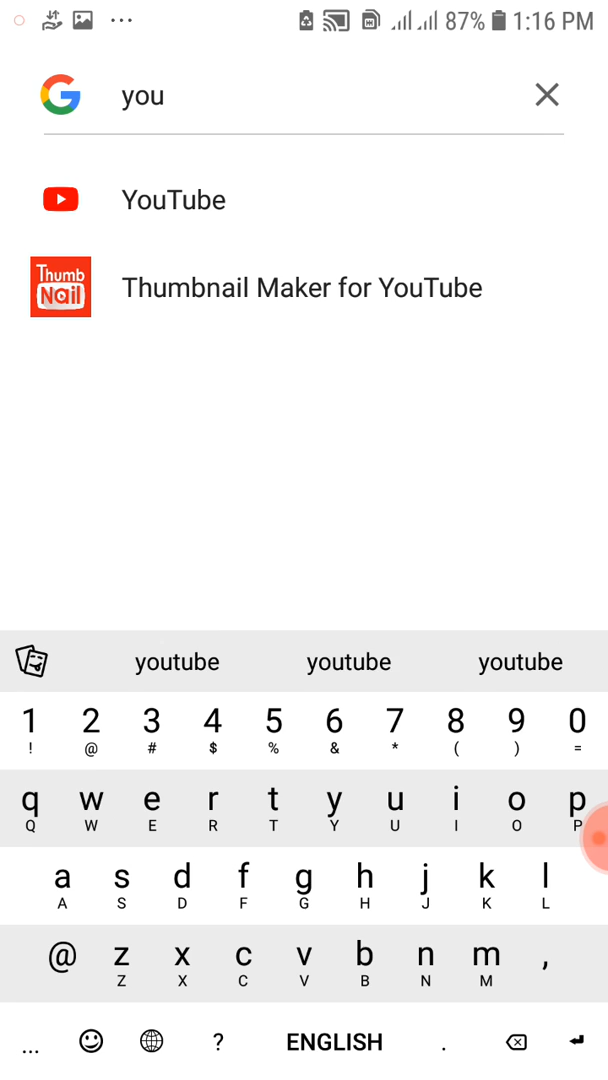 87% 1:16 PM
you
YouTube
Thumb
Nail
Thumbnail Maker for YouTube
youtube youtube youtube
1 2 3 4 5 6 7 8 9 0
! @ # $ % & * ( ) =
q w e r t y u i o p
Q W E R T Y U I O P
a s d f g h j k l
A S D F G H J K L
@ z x c v b n m ,
Z X C V B N M
... ? ENGLISH .